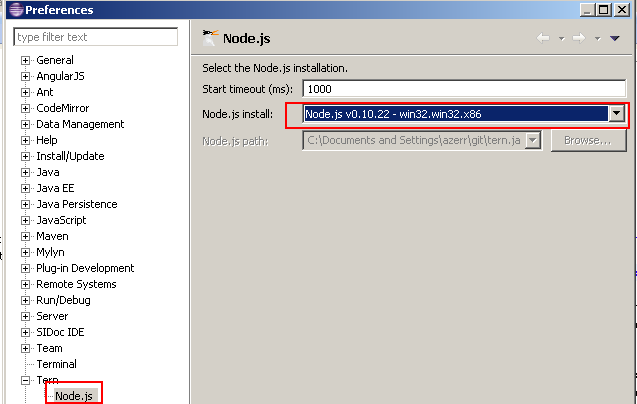 Preferences
type filter text
General
AngularJS
Ant
CodeMirror
Data Management
Help
Install/Update
Java
Java EE
Java Persistence
JavaScript
Maven
Mylyn
Plug-in Development
Remote Systems
Run/Debug
Server
SIDoc IDE
Team
Terminal
Tern
Node.js
Node.js
Select the Node.js installation.
Start timeout (ms): 1000
Node.js install: Node.js v0.10.22 - win32.win32.x86
Node.js path: C:\Documents and Settings\azerr\git\tern.ja Browse...